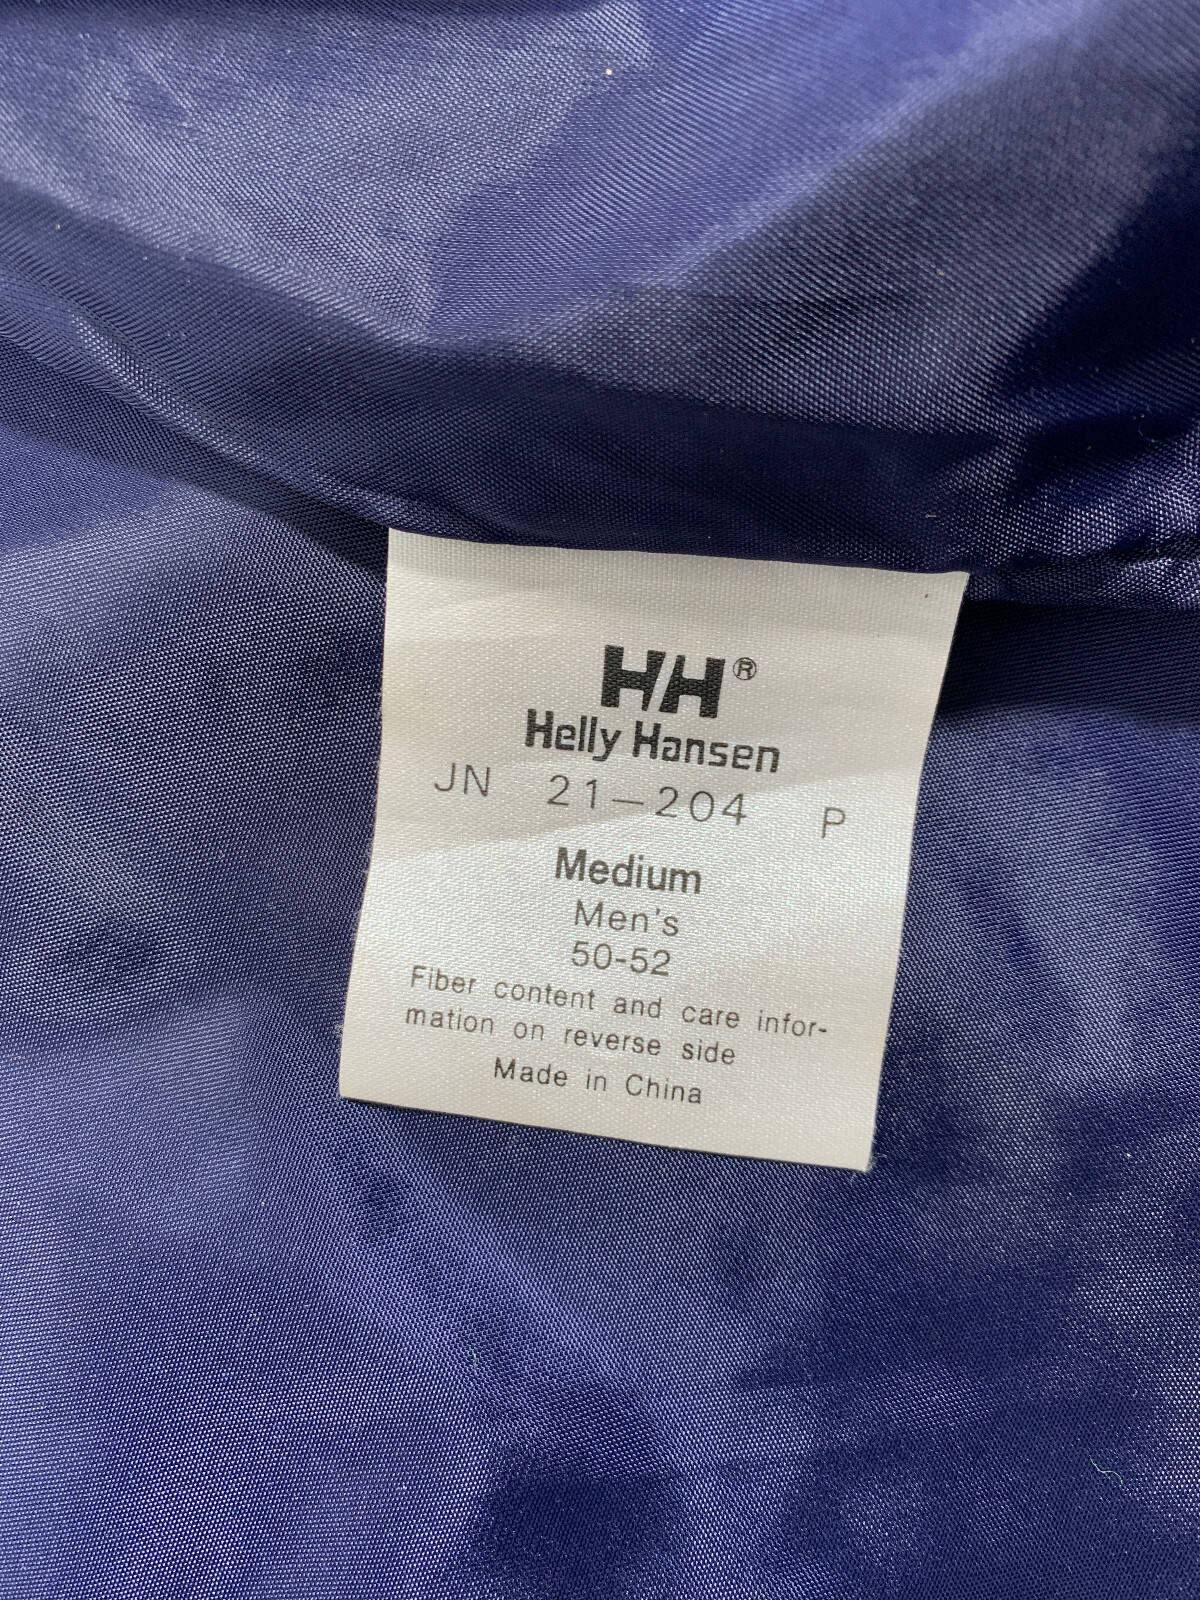 HH®
Helly Hansen
JN 21-204 P
Medium
Men's
50-52
Fiber content and care infor-
mation on reverse side
Made in China